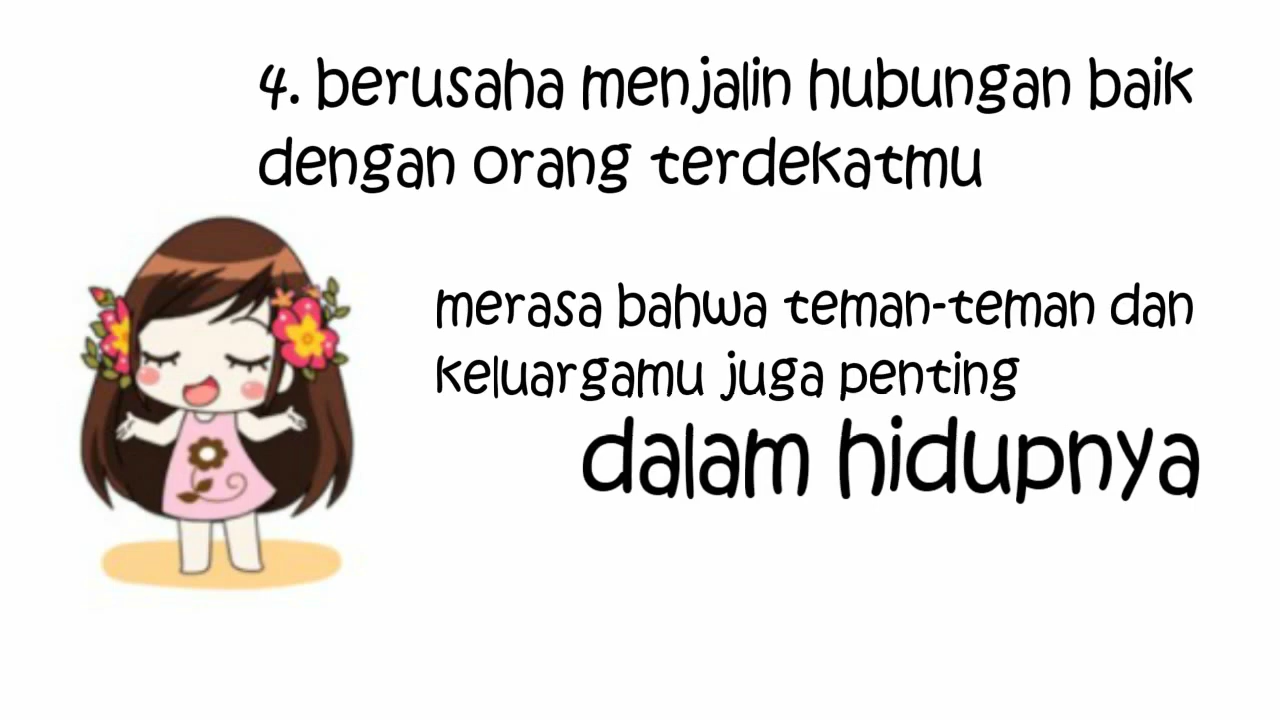 4. berusaha menjalin hubungan baik
dengan orang terdekatmu
merasa bahwa teman-teman dan
keluargamu juga penting
dalam hidupnya